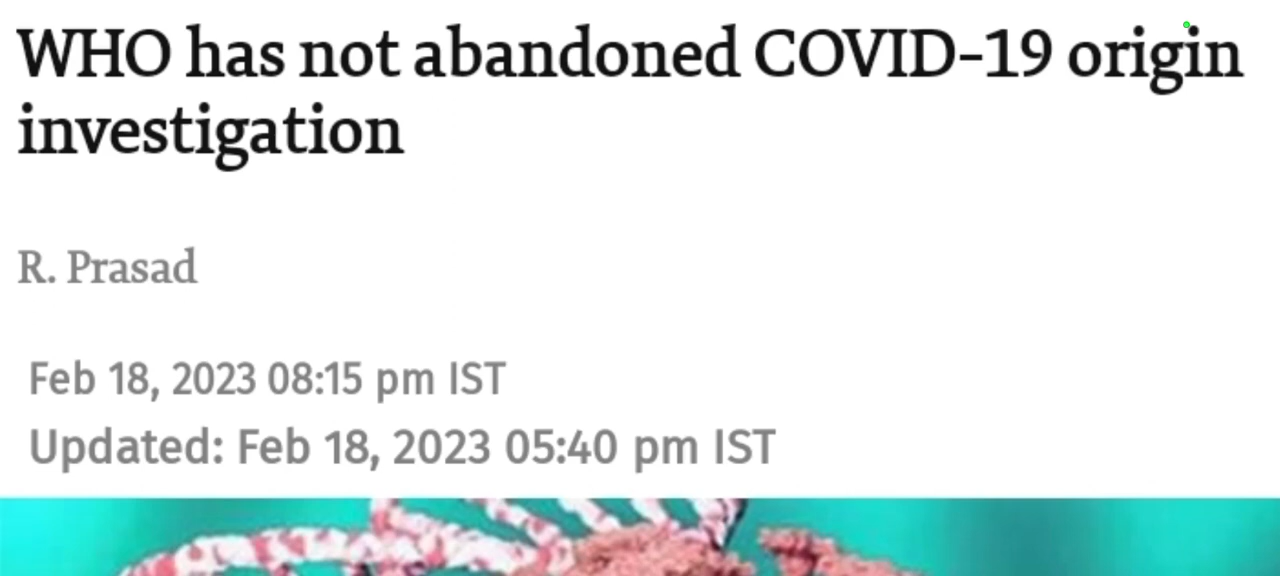 WHO has not abandoned COVID-19 origin
investigation
R. Prasad
Feb 18, 2023 08:15 pm IST
Updated: Feb 18, 2023 05:40 pm IST